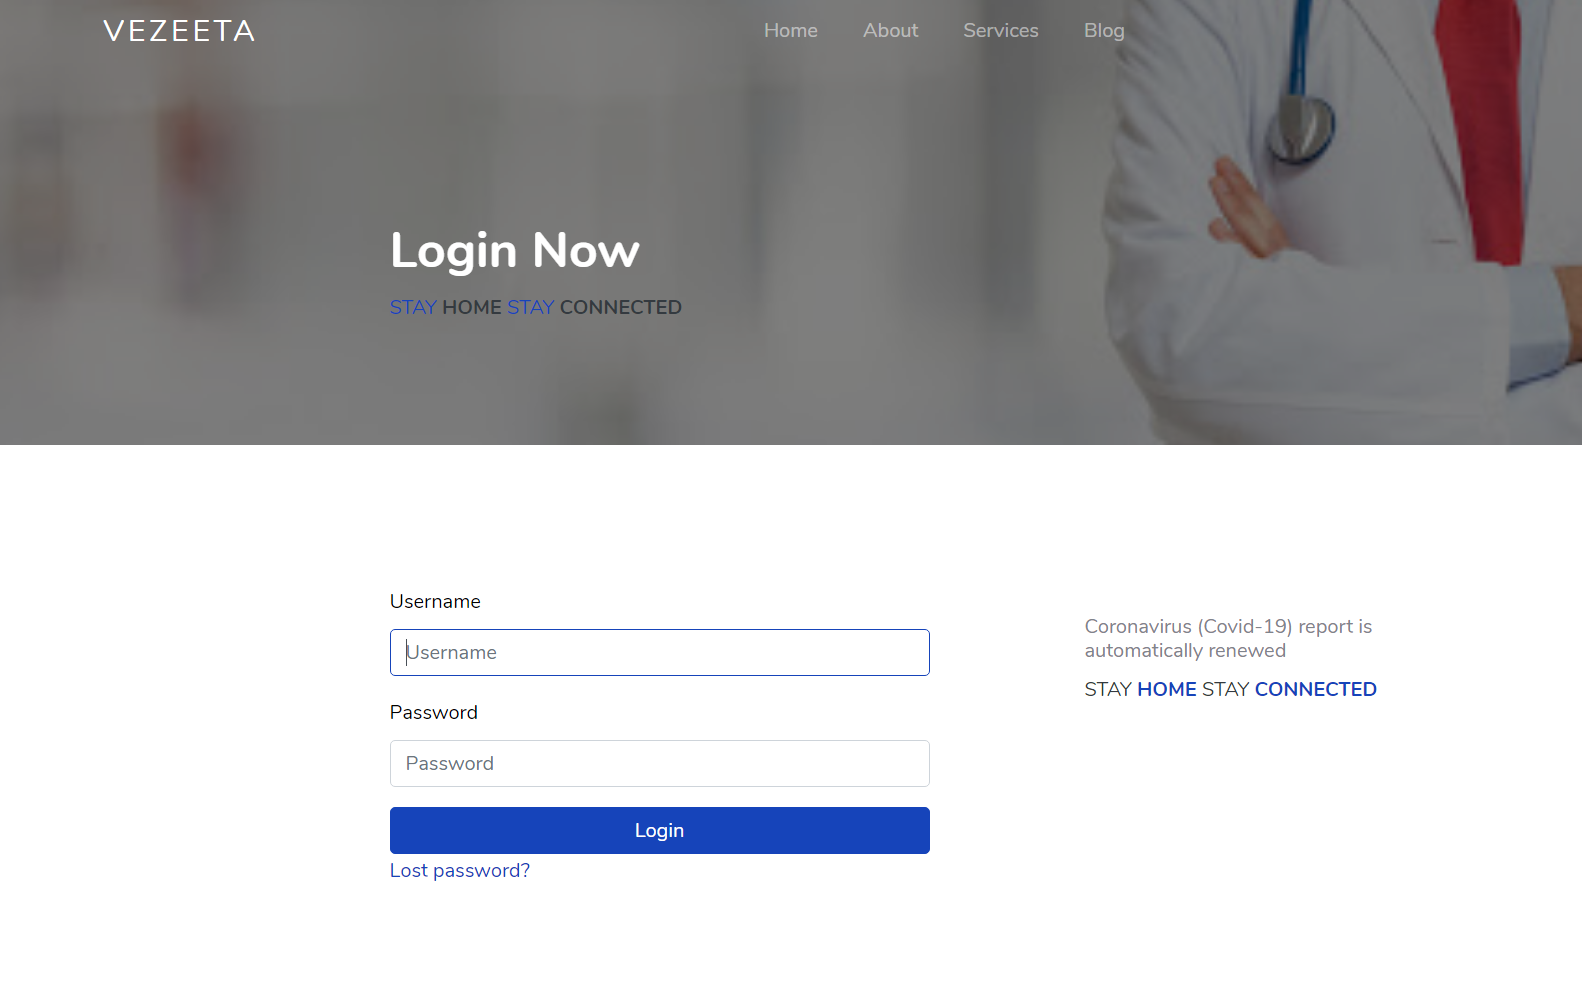 VEZEETA
Home About Services Blog
Login Now
STAY HOME STAY CONNECTED
Username
Username
Password
Password
Login
Lost password?
Coronavirus (Covid-19) report is
automatically renewed
STAY HOME STAY CONNECTED